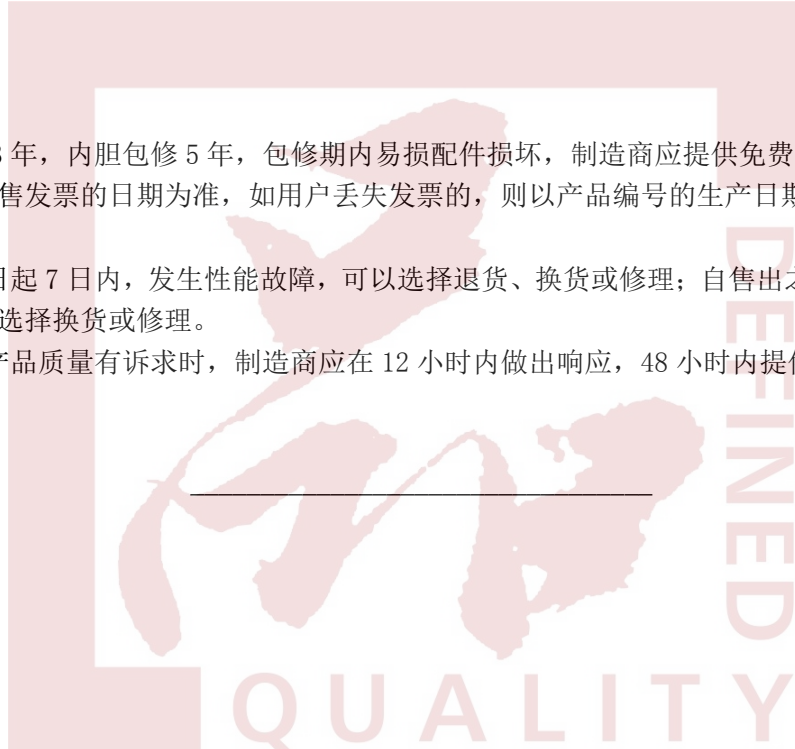 年，内胆包修 5 年，包修期内易损配件损坏，制造商应提供免费
售发票的日期为准，如用户丢失发票的，则以产品编号的生产日期
日起 7 日内，发生性能故障，可以选择退货、换货或修理；自售出之
选择换货或修理。
产品质量有诉求时，制造商应在 12 小时内做出响应，48 小时内提供
DEFINED
QUALITY